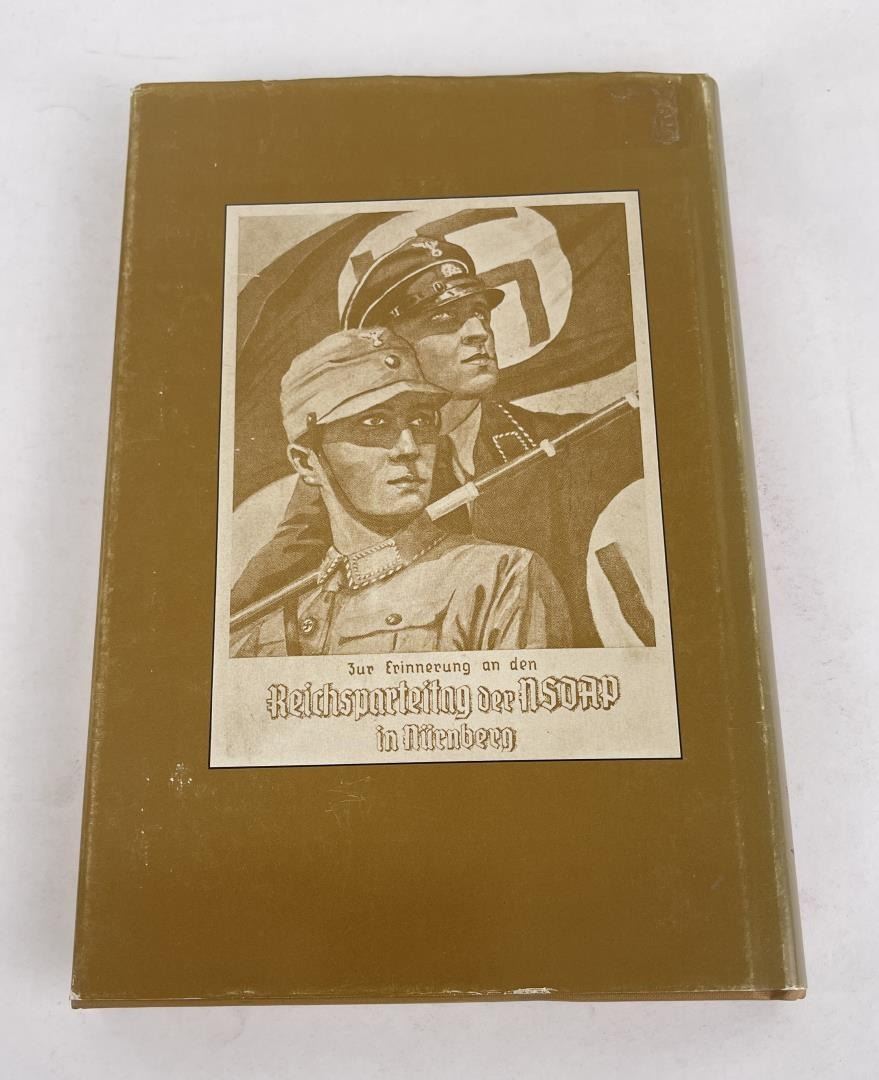 Zur Erinnerung an den
Reichsparteitag der NSDAP
in Nürnberg